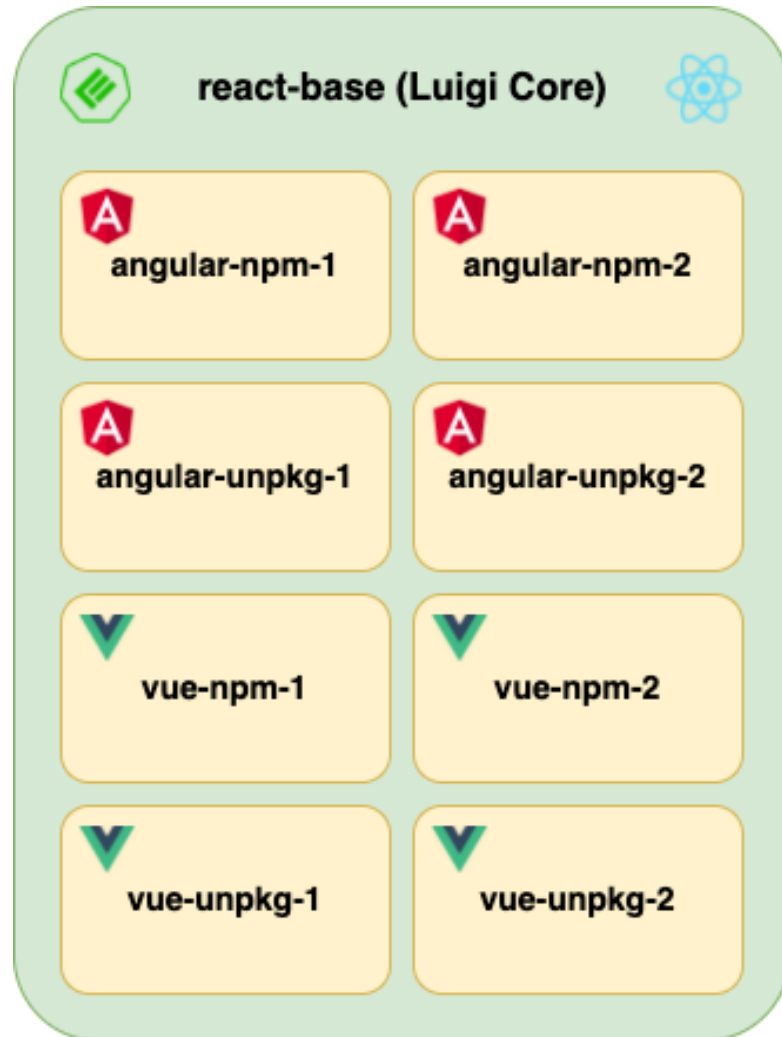 react-base (Luigi Core)
angular-npm-1
angular-npm-2
angular-unpkg-1
angular-unpkg-2
vue-npm-1
vue-npm-2
vue-unpkg-1
vue-unpkg-2